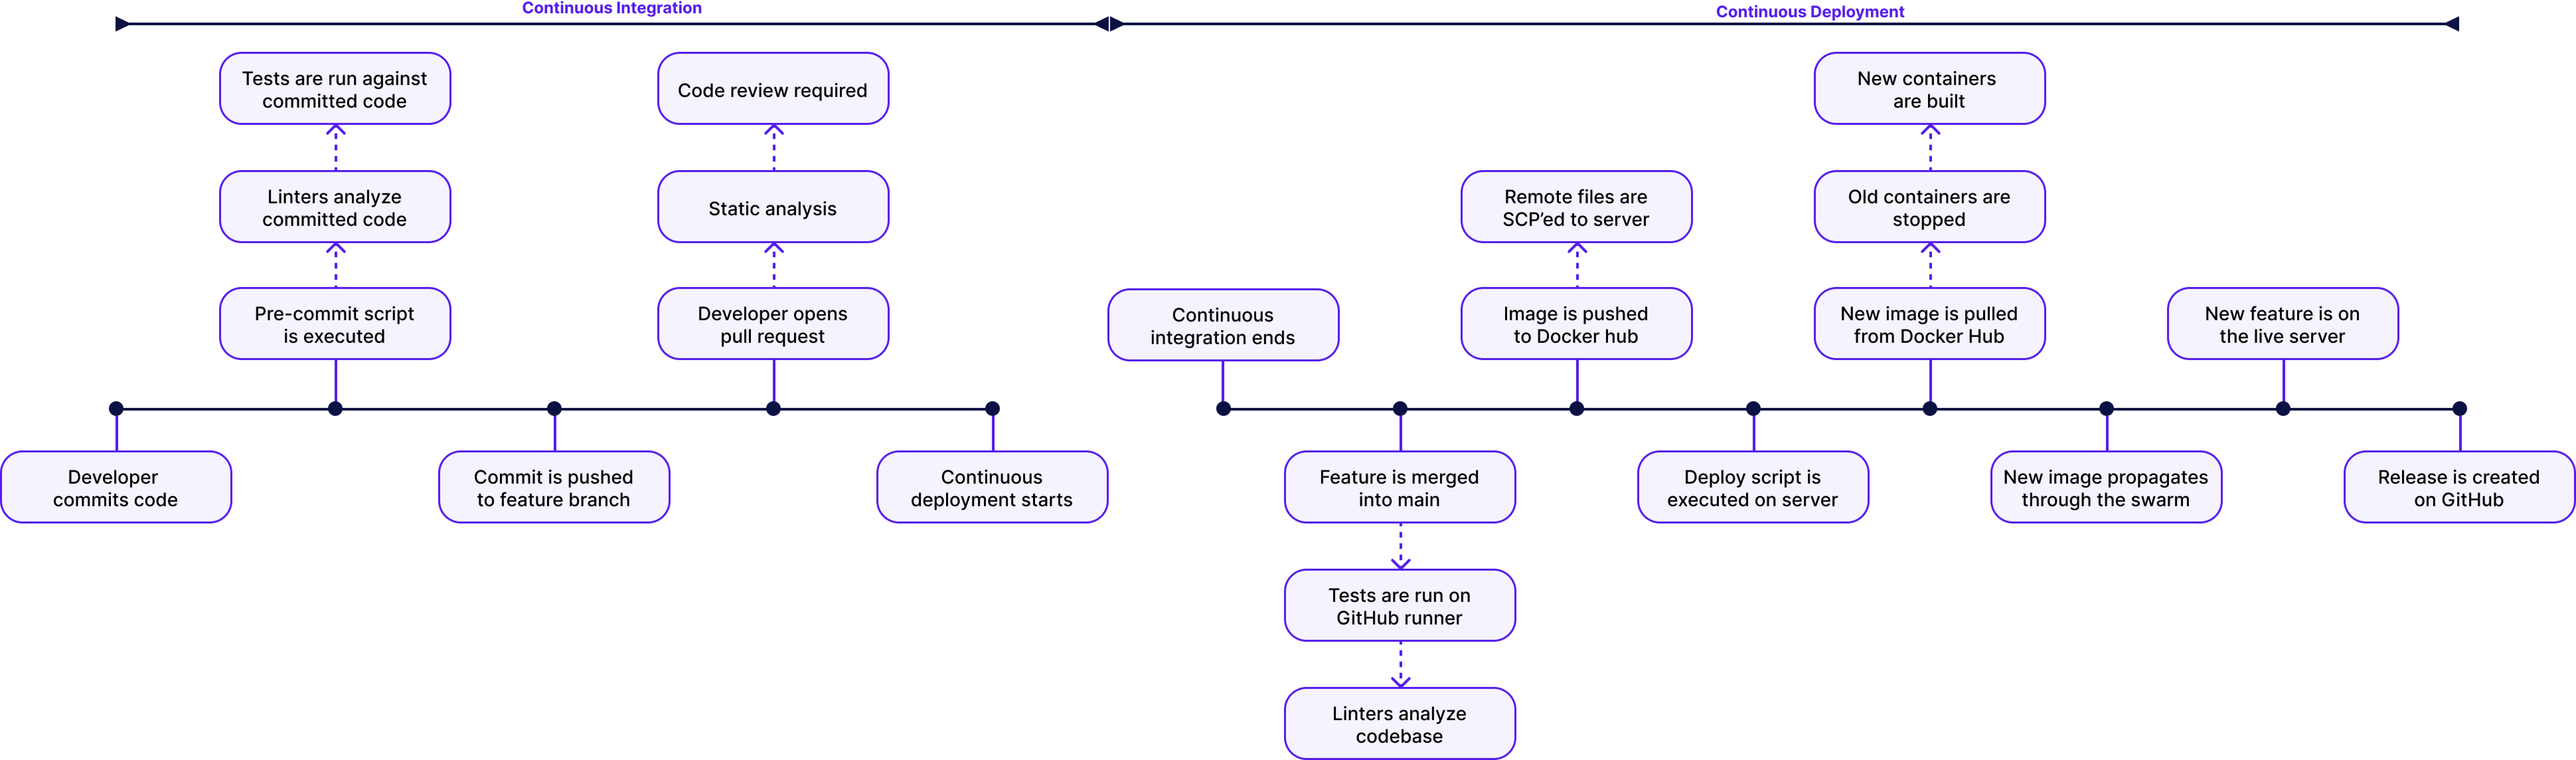 Continuous Integration
Continuous Deployment
Tests are run against
committed code
Code review required
New containers
are built
Linters analyze
committed code
Static analysis
Remote files are
SCP’ed to server
Old containers are
stopped
Pre-commit script
is executed
Developer opens
pull request
Continuous
integration ends
Image is pushed
to Docker hub
New image is pulled
from Docker Hub
New feature is on
the live server
Developer
commits code
Commit is pushed
to feature branch
Continuous
deployment starts
Feature is merged
into main
Deploy script is
executed on server
New image propagates
through the swarm
Release is created
on GitHub
Tests are run on
GitHub runner
Linters analyze
codebase